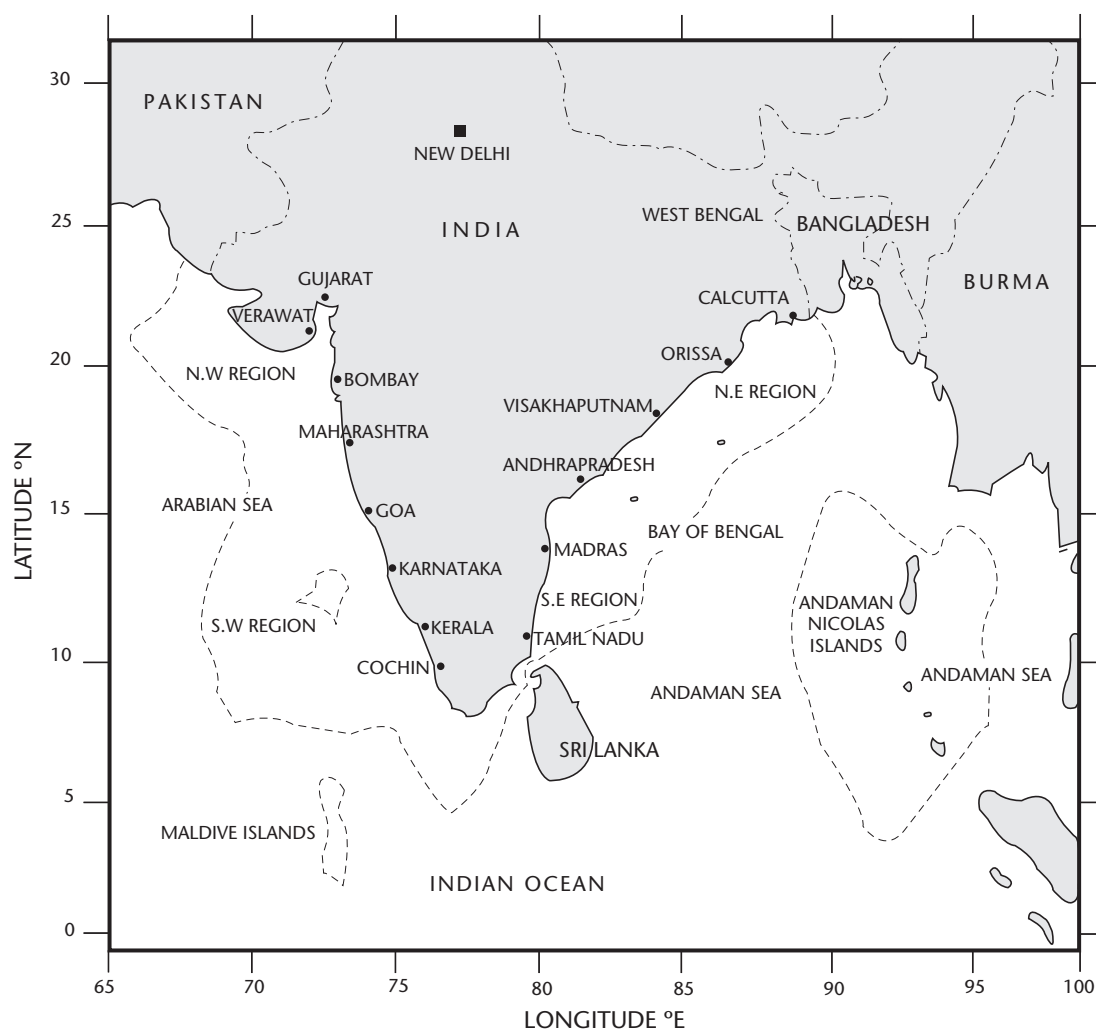 30
PAKISTAN
NEW DELHI
WEST BENGAL
25
INDIA
BANGLADESH
GUJARAT
BURMA
CALCUTTA
VERAWAT
ORISSA
20
N.W REGION
BOMBAY
N.E REGION
VISAKHAPUTNAM
MAHARASHTRA
ANDHRAPRADESH
ARABIAN SEA
15
GOA
BAY OF BENGAL
MADRAS
KARNATAKA
S.E REGION
ANDAMAN
NICOLAS
ISLANDS
S.W REGION
KERALA
TAMIL NADU
10
COCHIN
ANDAMAN SEA
ANDAMAN SEA
SRI LANKA
5
MALDIVE ISLANDS
INDIAN OCEAN
0
LATITUDE ºN
65 70 75 80 85 90 95 100
LONGITUDE ºE